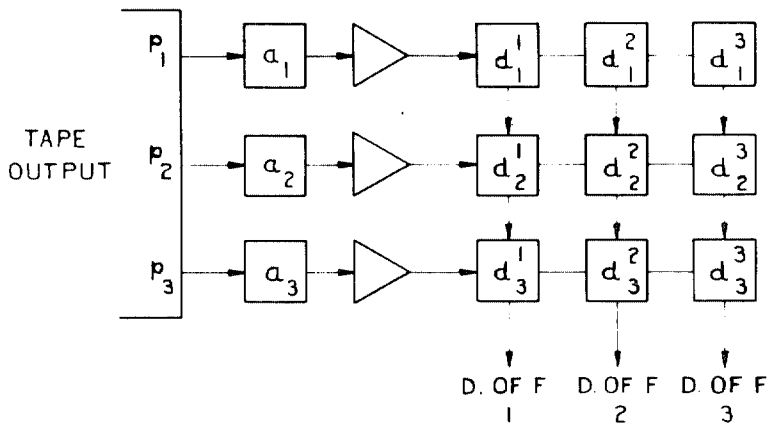 p₁ a₁ d₁¹ d₁² d₁³
TAPE
OUTPUT
p₂ a₂ d₂¹ d₂² d₂³
p₃ a₃ d₃¹ d₃² d₃³
D. OF F D. OF F D. OF F
1 2 3